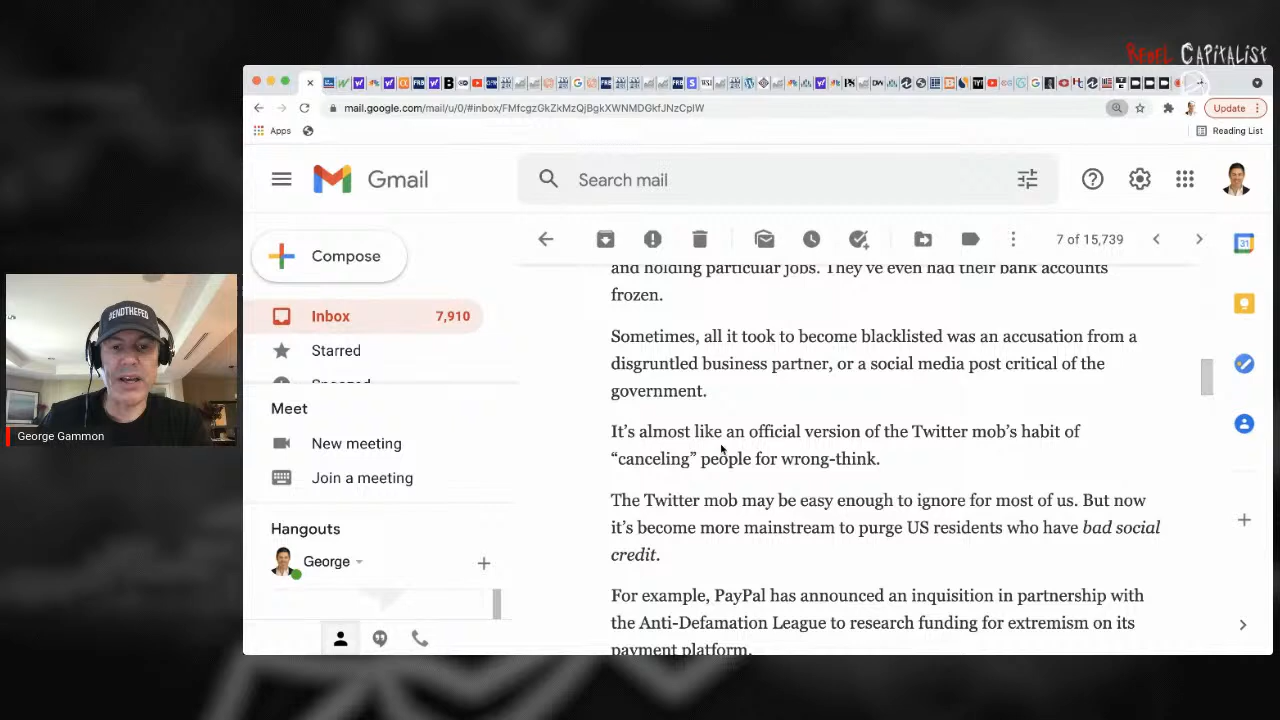 REBEL CAPITALIST
mail.google.com/mail/u/0/#inbox/FMfcgzGkZkMzQjBgkXWNMDGkfJNzCplW
Update
Apps
Reading List
Gmail
Search mail
Compose
7 of 15,739
31
Inbox 7,910
Starred
Snoozed
Meet
New meeting
Join a meeting
Hangouts
George
and holding particular jobs. They've even had their bank accounts
frozen.
Sometimes, all it took to become blacklisted was an accusation from a
disgruntled business partner, or a social media post critical of the
government.
It's almost like an official version of the Twitter mob's habit of
“canceling” people for wrong-think.
The Twitter mob may be easy enough to ignore for most of us. But now
it's become more mainstream to purge US residents who have bad social
credit.
For example, PayPal has announced an inquisition in partnership with
the Anti-Defamation League to research funding for extremism on its
payment platform.
#ENDTHEFED
George Gammon